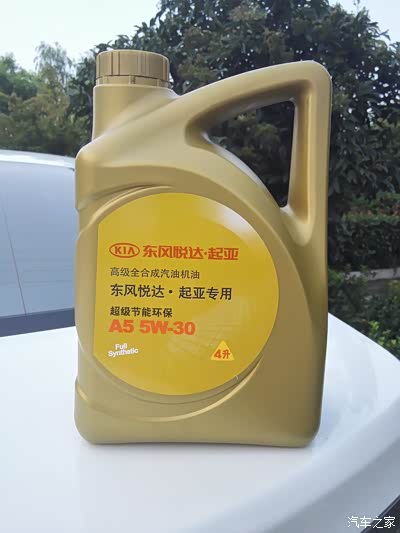 KIA 东风悦达·起亚
高级全合成汽油机油
东风悦达·起亚专用
超级节能环保
A5 5W-30
Full
Synthetic
4升
汽车之家